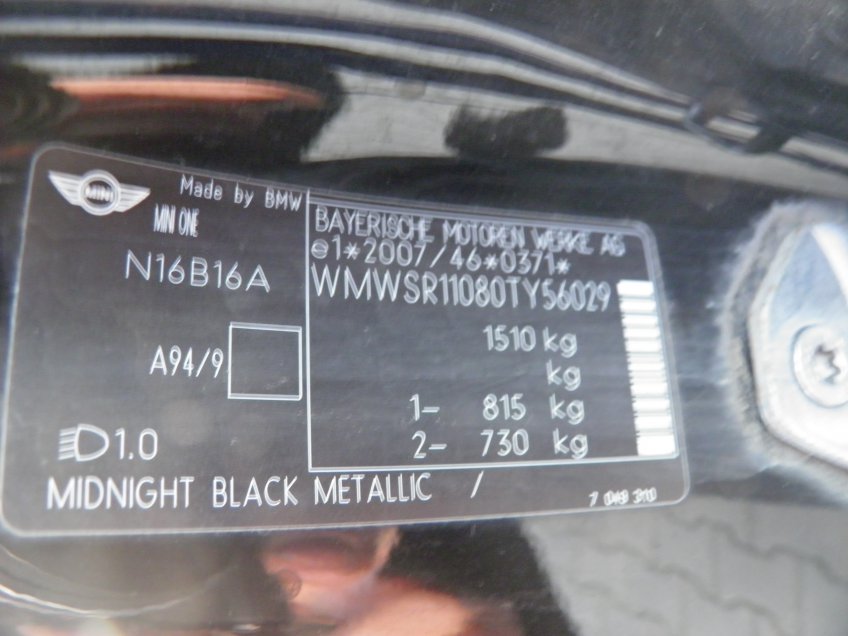 MINI
Made by BMW
MINI ONE
N16B16A
A94/9
1.0
BAYERISCHE MOTOREN WERKE AG
e1*2007/46*0371*
WMWSR11080TY56029
1510 kg
kg
1- 815 kg
2- 730 kg
MIDNIGHT BLACK METALLIC /